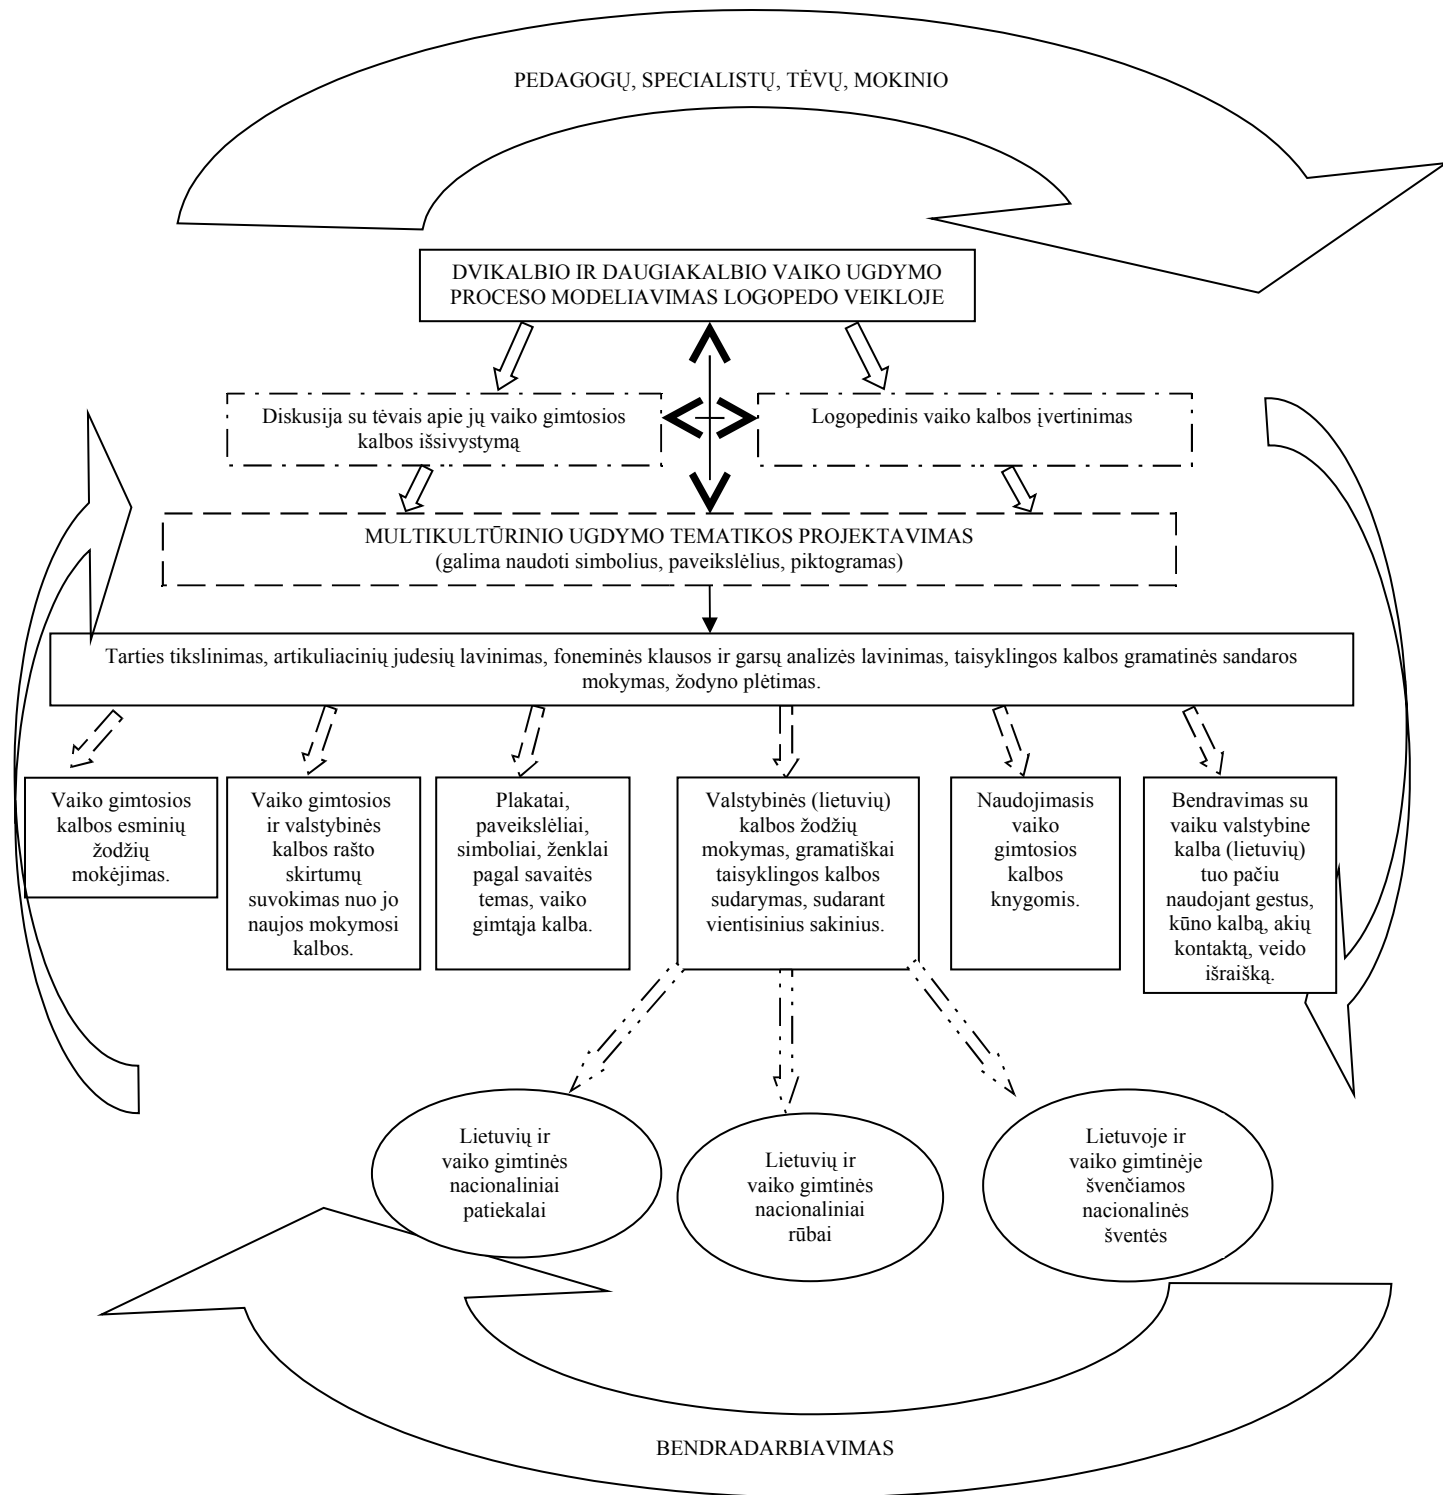 PEDAGOGŲ, SPECIALISTŲ, TĖVŲ, MOKINIO
DVIKALBIO IR DAUGIAKALBIO VAIKO UGDYMO
PROCESO MODELIAVIMAS LOGOPEDO VEIKLOJE
Diskusija su tėvais apie jų vaiko gimtosios
kalbos išsivystymą
Logopedinis vaiko kalbos įvertinimas
MULTIKULTŪRINIO UGDYMO TEMATIKOS PROJEKTAVIMAS
(galima naudoti simbolius, paveikslėlius, piktogramas)
Tarties tikslinimas, artikuliacinių judesių lavinimas, foneminės klausos ir garsų analizės lavinimas, taisyklingos kalbos gramatinės sandaros
mokymas, žodyno plėtimas.
Vaiko gimtosios
kalbos esminių
žodžių
mokėjimas.
Vaiko gimtosios
ir valstybinės
kalbos rašto
skirtumų
suvokimas nuo jo
naujos mokymosi
kalbos.
Plakatai,
paveikslėliai,
simboliai, ženklai
pagal savaitės
temas, vaiko
gimtąja kalba.
Valstybinės (lietuvių)
kalbos žodžių
mokymas, gramatiškai
taisyklingos kalbos
sudarymas, sudarant
vientisinius sakinius.
Naudojimasis
vaiko
gimtosios
kalbos
knygomis.
Bendravimas su
vaiku valstybine
kalba (lietuvių)
tuo pačiu
naudojant gestus,
kūno kalbą, akių
kontaktą, veido
išraišką.
Lietuvių ir
vaiko gimtinės
nacionaliniai
patiekalai
Lietuvių ir
vaiko gimtinės
nacionaliniai
rūbai
Lietuvoje ir
vaiko gimtinėje
švenčiamos
nacionalinės
šventės
BENDRADARBIAVIMAS